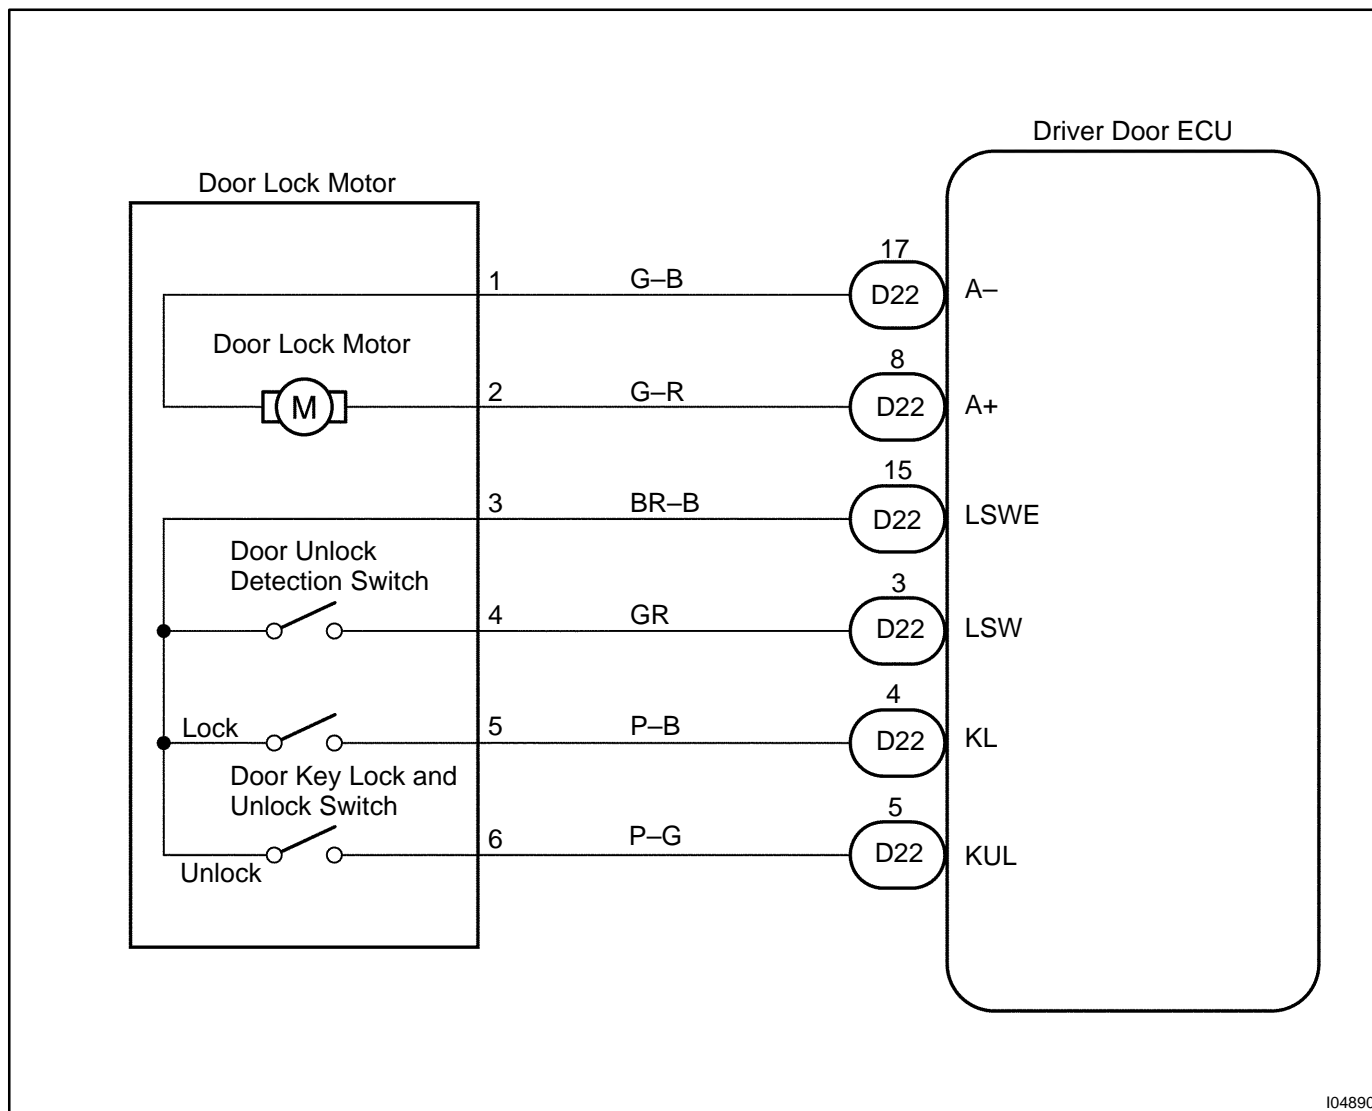 Driver Door ECU
Door Lock Motor
17
1
G–B
D22
A–
Door Lock Motor
8
M
2
G–R
D22
A+
15
3
BR–B
D22
LSWE
Door Unlock
Detection Switch
3
4
GR
D22
LSW
4
Lock
5
P–B
D22
KL
Door Key Lock and
Unlock Switch
5
6
P–G
D22
KUL
Unlock
I04890